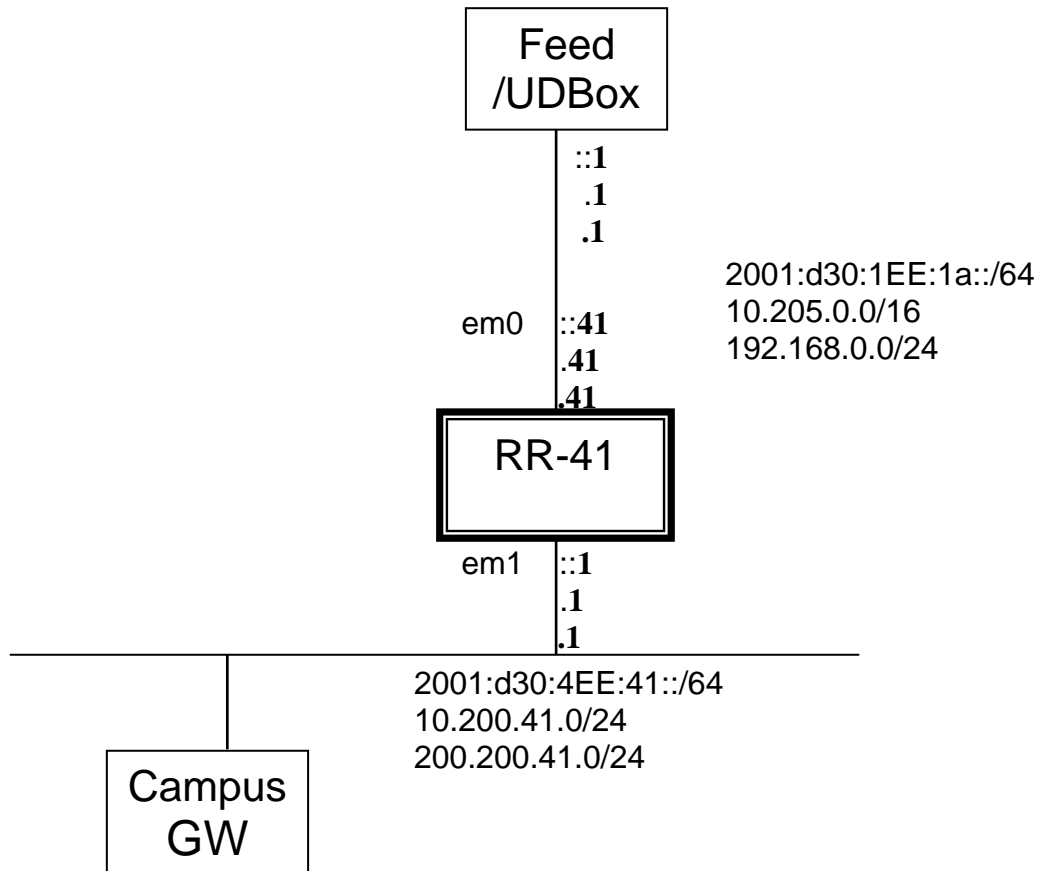 Feed
/UDBox
::1
.1
.1
2001:d30:1EE:1a::/64
10.205.0.0/16
192.168.0.0/24
em0 ::41
.41
.41
RR-41
em1 ::1
.1
.1
2001:d30:4EE:41::/64
10.200.41.0/24
200.200.41.0/24
Campus
GW